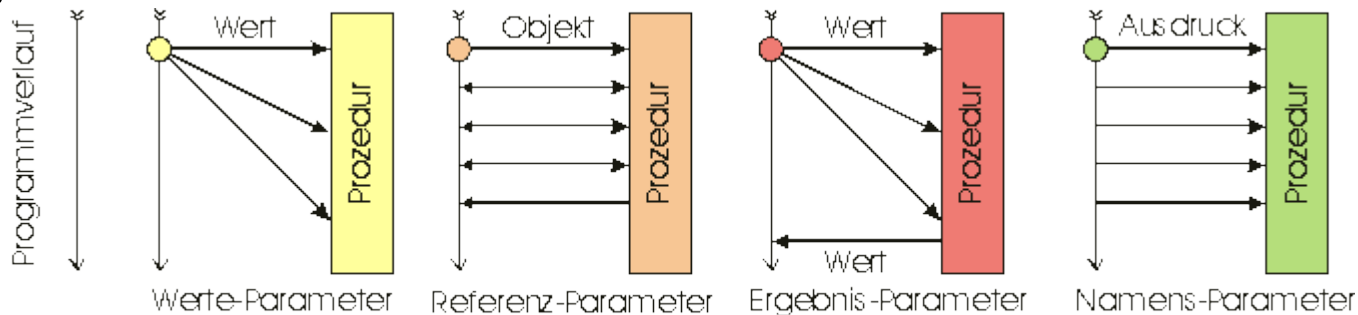 Programmverlauf
Wert
Prozedur
Werte-Parameter
Objekt
Prozedur
Referenz-Parameter
Wert
Prozedur
Wert
Ergebnis-Parameter
Ausdruck
Prozedur
Namens-Parameter